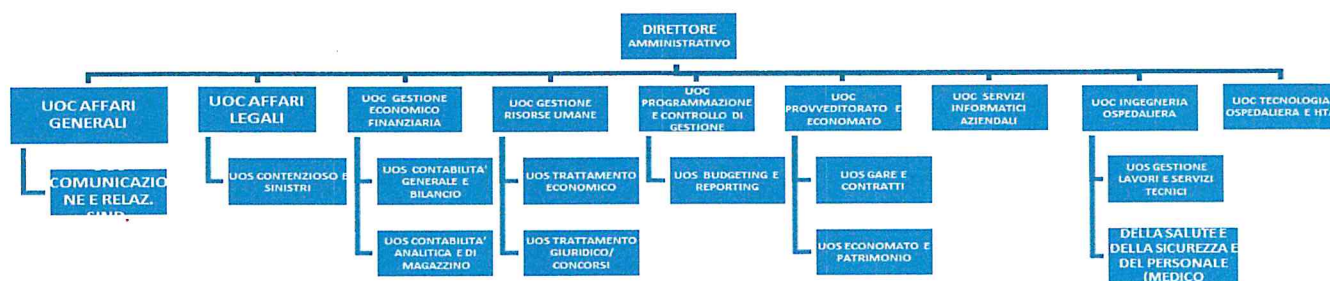 DIRETTORE
AMMINISTRATIVO
UOC AFFARI
GENERALI
COMUNICAZIO
NE E RELAZ.
SIND.
UOC AFFARI
LEGALI
UOS CONTENZIOSO E
SINISTRI
UOC GESTIONE
ECONOMICO
FINANZIARIA
UOS CONTABILITA'
GENERALE E
BILANCIO
UOS CONTABILITA'
ANALITICA E DI
MAGAZZINO
UOC GESTIONE
RISORSE UMANE
UOS TRATTAMENTO
ECONOMICO
UOS TRATTAMENTO
GIURIDICO/
CONCORSI
UOC
PROGRAMMAZIONE
E CONTROLLO DI
GESTIONE
UOS BUDGETING E
REPORTING
UOC
PROVVEDITORATO E
ECONOMATO
UOS GARE E
CONTRATTI
UOS ECONOMATO E
PATRIMONIO
UOC SERVIZI
INFORMATICI
AZIENDALI
UOC INGEGNERIA
OSPEDALIERA
UOS GESTIONE
LAVORI E SERVIZI
TECNICI
DELLA SALUTE E
DELLA SICUREZZA E
DEL PERSONALE
(MEDICO
UOC TECNOLOGIA
OSPEDALIERA E HTA